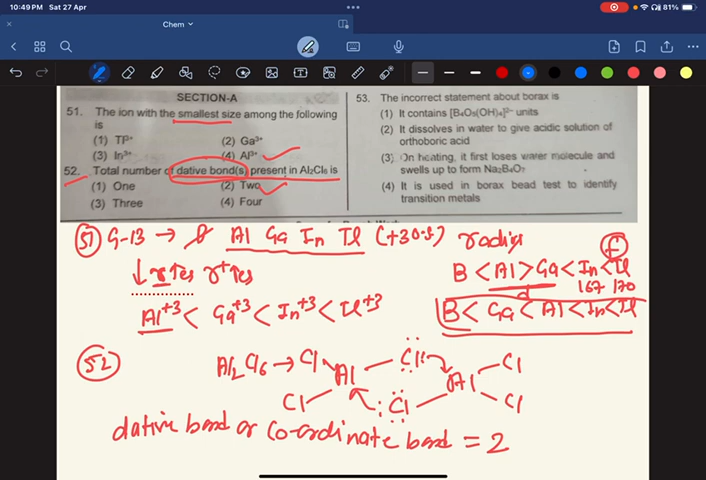 10:49 PM Sat 27 Apr
81%
Chem
SECTION-A
51. The ion with the smallest size among the following
is
(1) Tl³⁺ (2) Ga³⁺
(3) In³⁺ (4) Al³⁺
52. Total number of dative bond(s) present in Al₂Cl₆ is
(1) One (2) Two
(3) Three (4) Four
53. The incorrect statement about borax is
(1) It contains [B₄O₅(OH)₄]²⁻ units
(2) It dissolves in water to give acidic solution of
orthoboric acid
(3) On heating, it first loses water molecule and
swells up to form Na₂B₄O₇
(4) It is used in borax bead test to identify
transition metals
51 G-13 → B Al Ga In Tl (+3 O.S) radius
↓ r↑es r⁺↑es
Al⁺³ < Ga⁺³ < In⁺³ < Tl⁺³
f
B < Al > Ga < In < Tl
d 167 170
B < Ga < Al < In < Tl
52 Al₂Cl₆ → Cl Al Cl Al Cl
Cl Cl Cl
dative bond or co-ordinate bond = 2